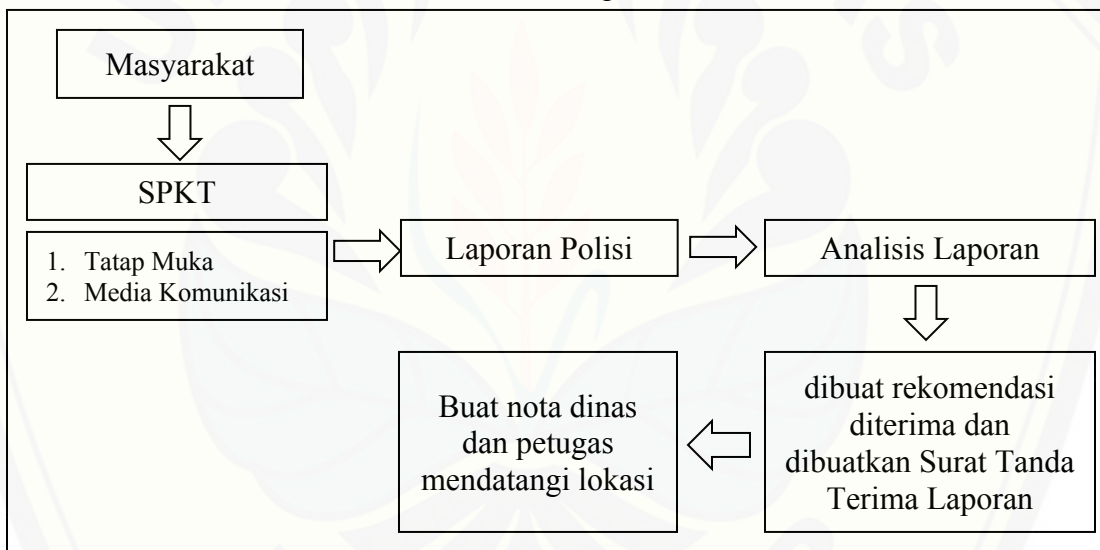 Masyarakat
SPKT
1. Tatap Muka
2. Media Komunikasi
Laporan Polisi
Analisis Laporan
dibuat rekomendasi
diterima dan
dibuatkan Surat Tanda
Terima Laporan
Buat nota dinas
dan petugas
mendatangi lokasi